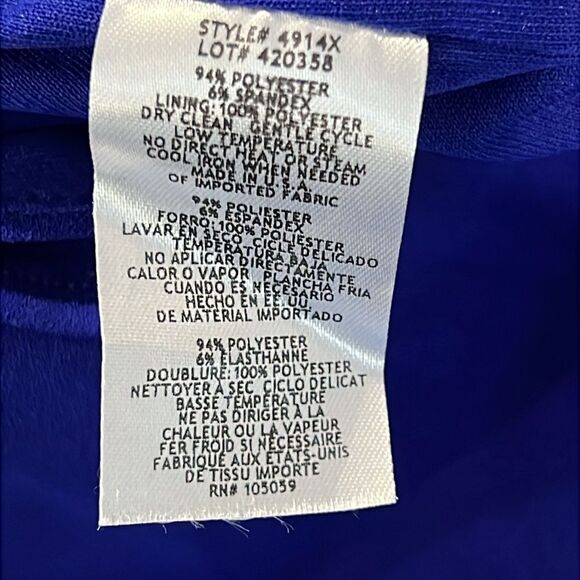 STYLE# 4914X
LOT# 420358
94% POLYESTER
6% SPANDEX
LINING: 100% POLYESTER
DRY CLEAN GENTLE CYCLE
LOW TEMPERATURE
NO DIRECT HEAT OR STEAM
COOL IRON WHEN NEEDED
MADE IN U.S.A.
OF IMPORTED FABRIC
94% POLIESTER
6% ESPANDEX
FORRO: 100% POLIESTER
LAVAR EN SECO CICLE DELICADO
TEMPERATURA BAJA
NO APLICAR DIRECTAMENTE
CALOR O VAPOR PLANCHA FRIA
CUANDO ES NECESARIO
HECHO EN EE.UU.
DE MATERIAL IMPORTADO
94% POLYESTER
6% ELASTHANNE
DOUBLURE: 100% POLYESTER
NETTOYER À SEC CICLO DELICAT
BASSE TEMPÉRATURE
NE PAS DIRIGER À LA
CHALEUR OU LA VAPEUR
FER FROID SI NÉCESSAIRE
FABRIQUÉ AUX ETATS-UNIS
DE TISSU IMPORTE
RN# 105059